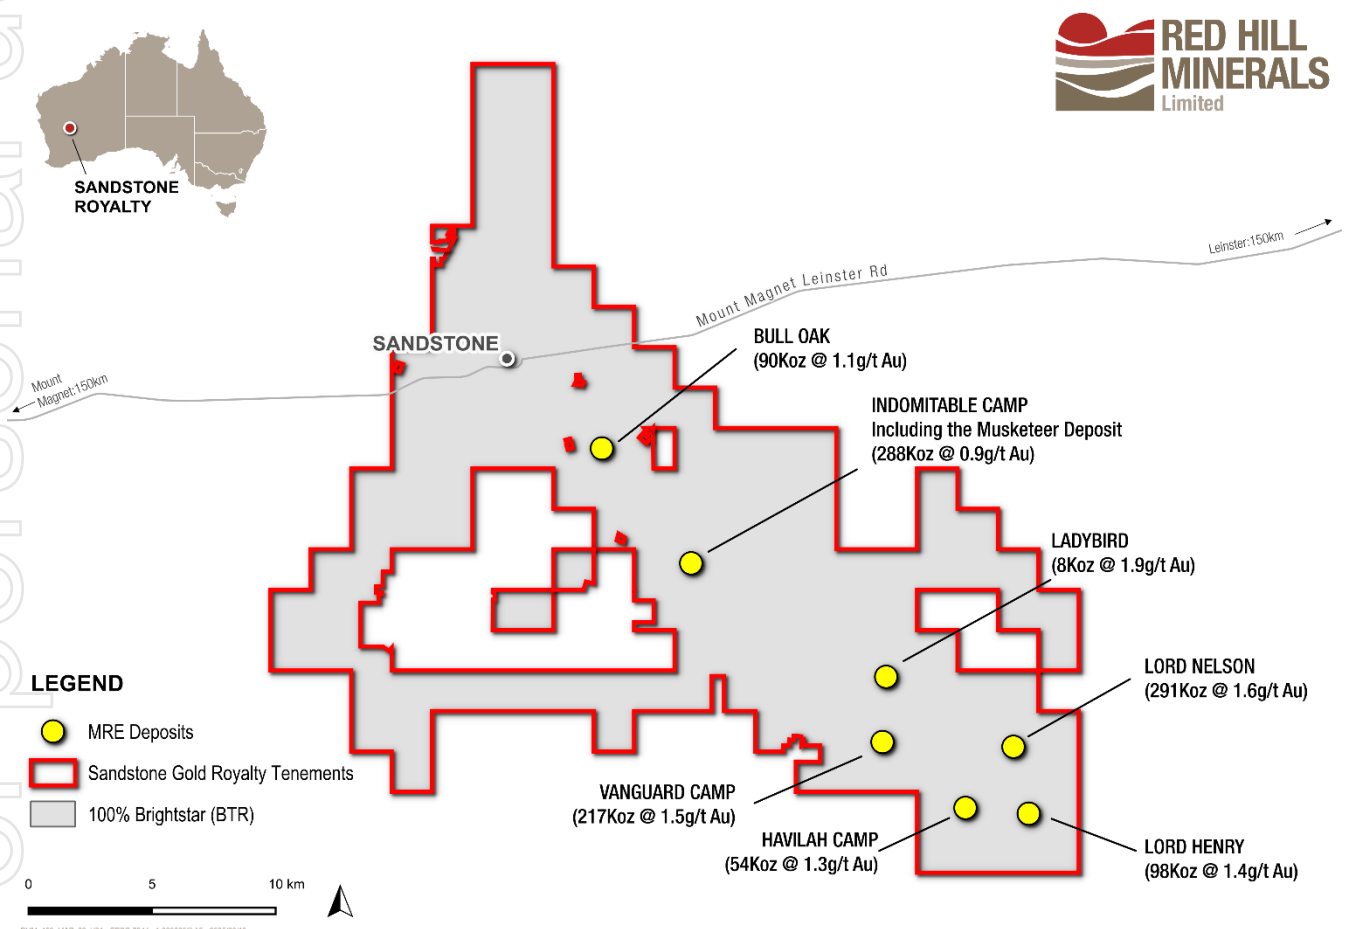 RED HILL
MINERALS
Limited
SANDSTONE
ROYALTY
Leinster:150km
Mount Magnet Leinster Rd
SANDSTONE
Mount
Magnet:150km
BULL OAK
(90Koz @ 1.1g/t Au)
INDOMITABLE CAMP
Including the Musketeer Deposit
(288Koz @ 0.9g/t Au)
LADYBIRD
(8Koz @ 1.9g/t Au)
LORD NELSON
(291Koz @ 1.6g/t Au)
VANGUARD CAMP
(217Koz @ 1.5g/t Au)
HAVILAH CAMP
(54Koz @ 1.3g/t Au)
LORD HENRY
(98Koz @ 1.4g/t Au)
LEGEND
MRE Deposits
Sandstone Gold Royalty Tenements
100% Brightstar (BTR)
0 5 10 km